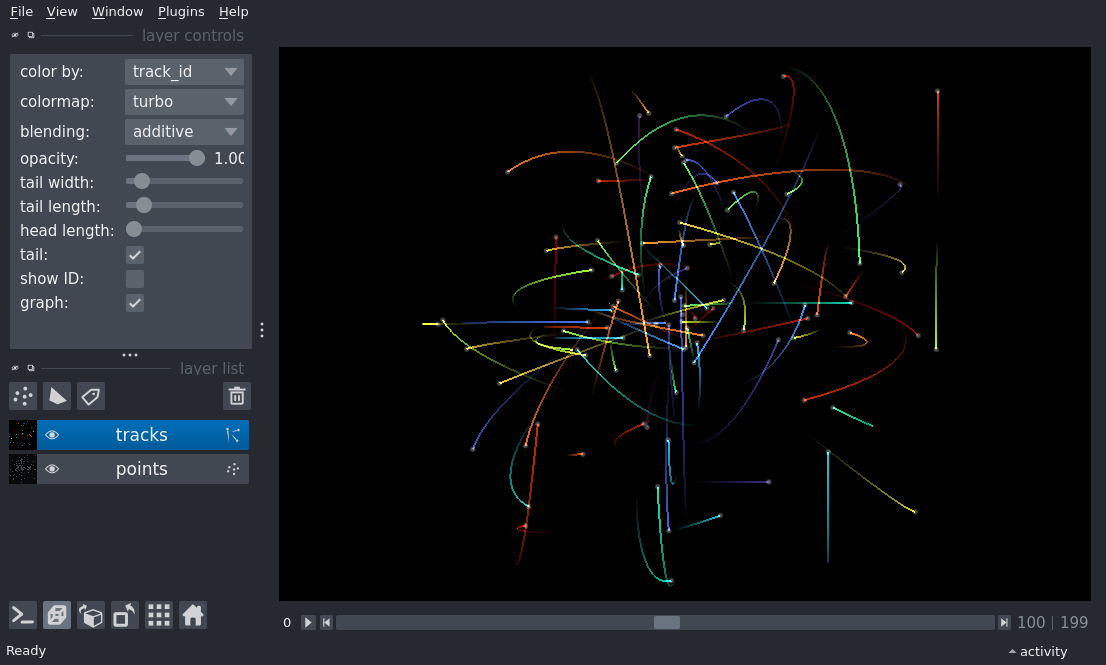 File View Window Plugins Help
layer controls
color by: track_id
colormap: turbo
blending: additive
opacity: 1.00
tail width:
tail length:
head length:
tail:
show ID:
graph:
layer list
tracks
points
0 100 | 199
Ready activity